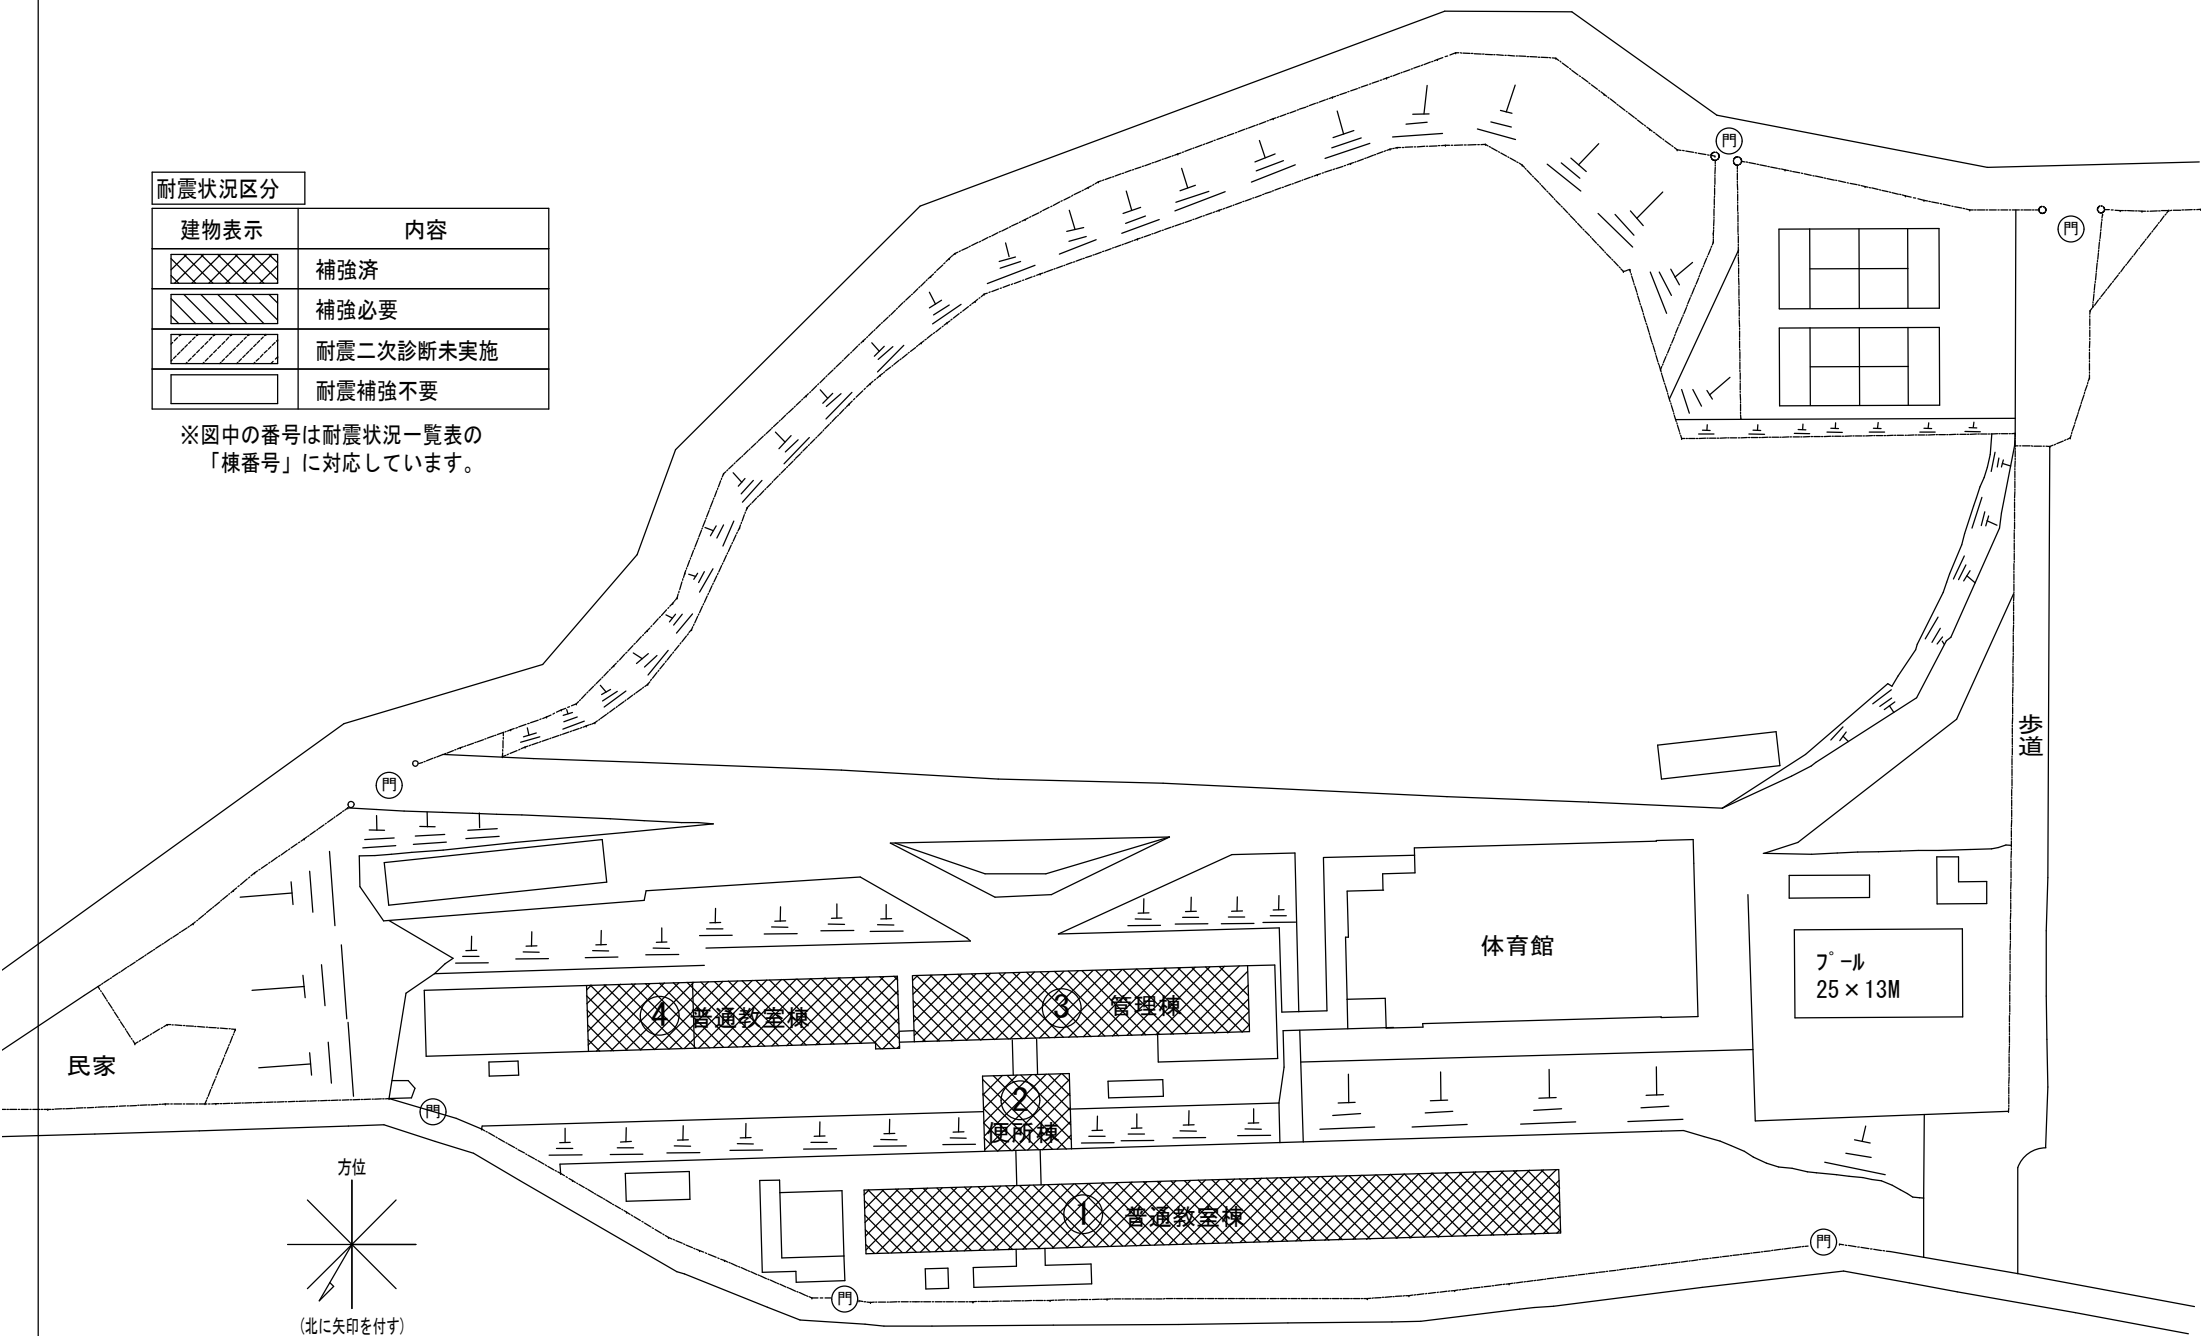 耐震状況区分
建物表示 内容
補強済
補強必要
耐震二次診断未実施
耐震補強不要
※図中の番号は耐震状況一覧表の
「棟番号」に対応しています。
門
門
門
歩道
体育館
プール
25×13M
④ 普通教室棟
③ 管理棟
民家
②
便所棟
門
① 普通教室棟
門
門
方位
(北に矢印を付す)